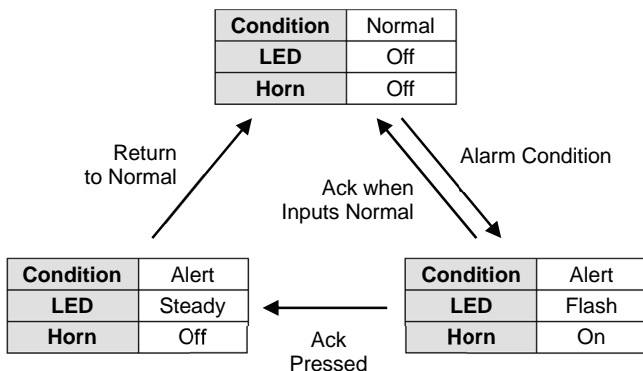 Condition Normal
LED Off
Horn Off
Return
to Normal
Alarm Condition
Ack when
Inputs Normal
Condition Alert
LED Steady
Horn Off
Ack
Pressed
Condition Alert
LED Flash
Horn On